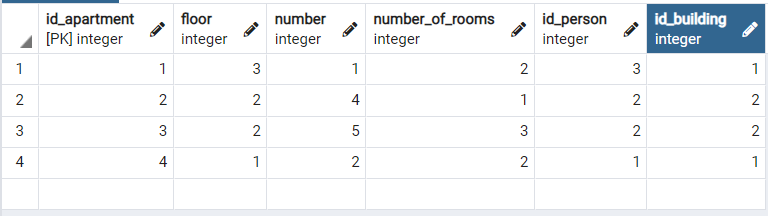 id_apartment floor number number_of_rooms id_person id_building
[PK] integer integer integer integer integer integer
1 1 3 1 2 3 1
2 2 2 4 1 2 2
3 3 2 5 3 2 2
4 4 1 2 2 1 1